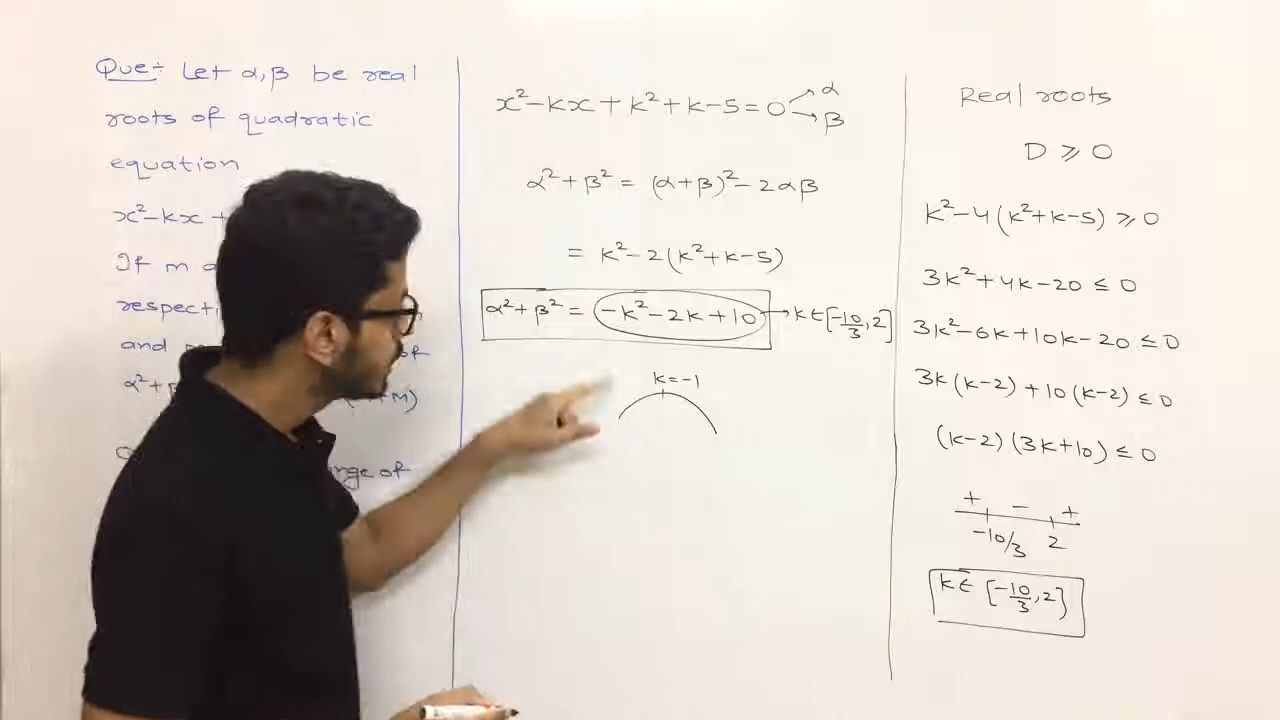 Que:- Let α,β be real
roots of quadratic
equation
x²-kx +
If m
respecti
and
of
α²+β
+M)
range of
x²-kx+k²+k-5=0 → α
→ β
α²+β² = (α+β)²-2αβ
= k²-2(k²+k-5)
α²+β² = -k²-2k+10 → k∈[-10/3,2]
k=-1
Real roots
D ≥ 0
k²-4(k²+k-5) ≥ 0
3k²+4k-20 ≤ 0
3k²-6k+10k-20 ≤ 0
3k(k-2)+10(k-2) ≤ 0
(k-2)(3k+10) ≤ 0
+ - +
-10/3 2
k∈ [-10/3,2]